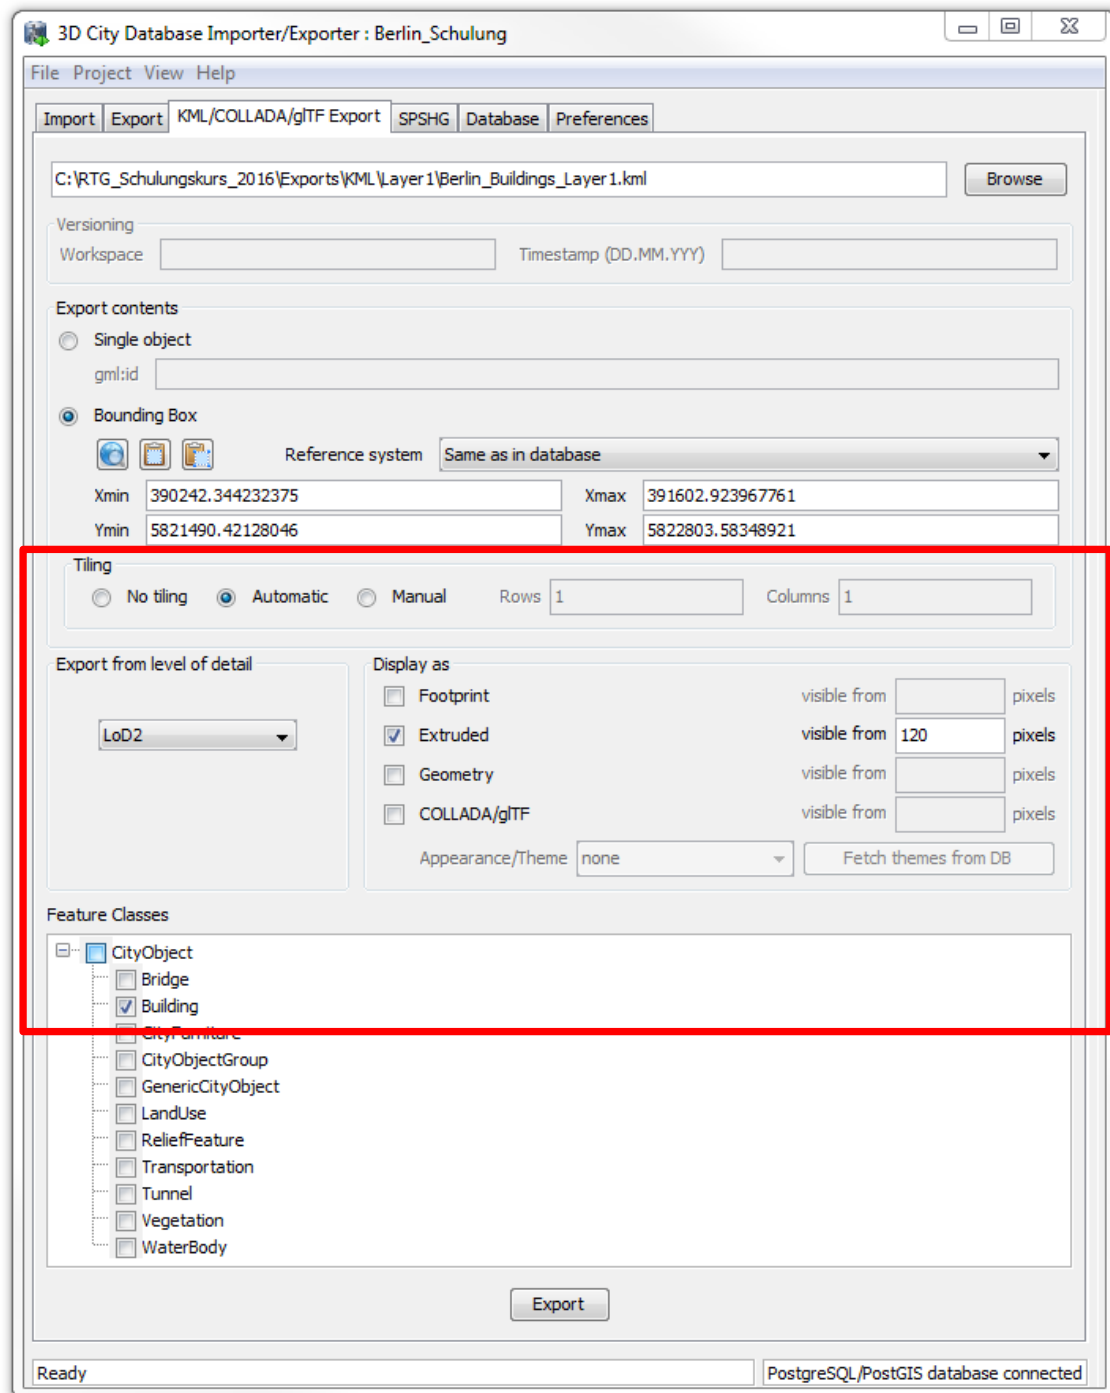 3D City Database Importer/Exporter : Berlin_Schulung
File Project View Help
Import Export KML/COLLADA/glTF Export SPSHG Database Preferences
C:\RTG_Schulungskurs_2016\Exports\KML\Layer1\Berlin_Buildings_Layer1.kml Browse
Versioning
Workspace Timestamp (DD.MM.YYY)
Export contents
Single object
gml:id
Bounding Box
Reference system Same as in database
Xmin 390242.344232375 Xmax 391602.923967761
Ymin 5821490.42128046 Ymax 5822803.58348921
Tiling
No tiling Automatic Manual Rows 1 Columns 1
Export from level of detail Display as
Footprint visible from pixels
LoD2 Extruded visible from 120 pixels
Geometry visible from pixels
COLLADA/glTF visible from pixels
Appearance/Theme none Fetch themes from DB
Feature Classes
CityObject
Bridge
Building
CityFurniture
CityObjectGroup
GenericCityObject
LandUse
ReliefFeature
Transportation
Tunnel
Vegetation
WaterBody
Export
Ready PostgreSQL/PostGIS database connected